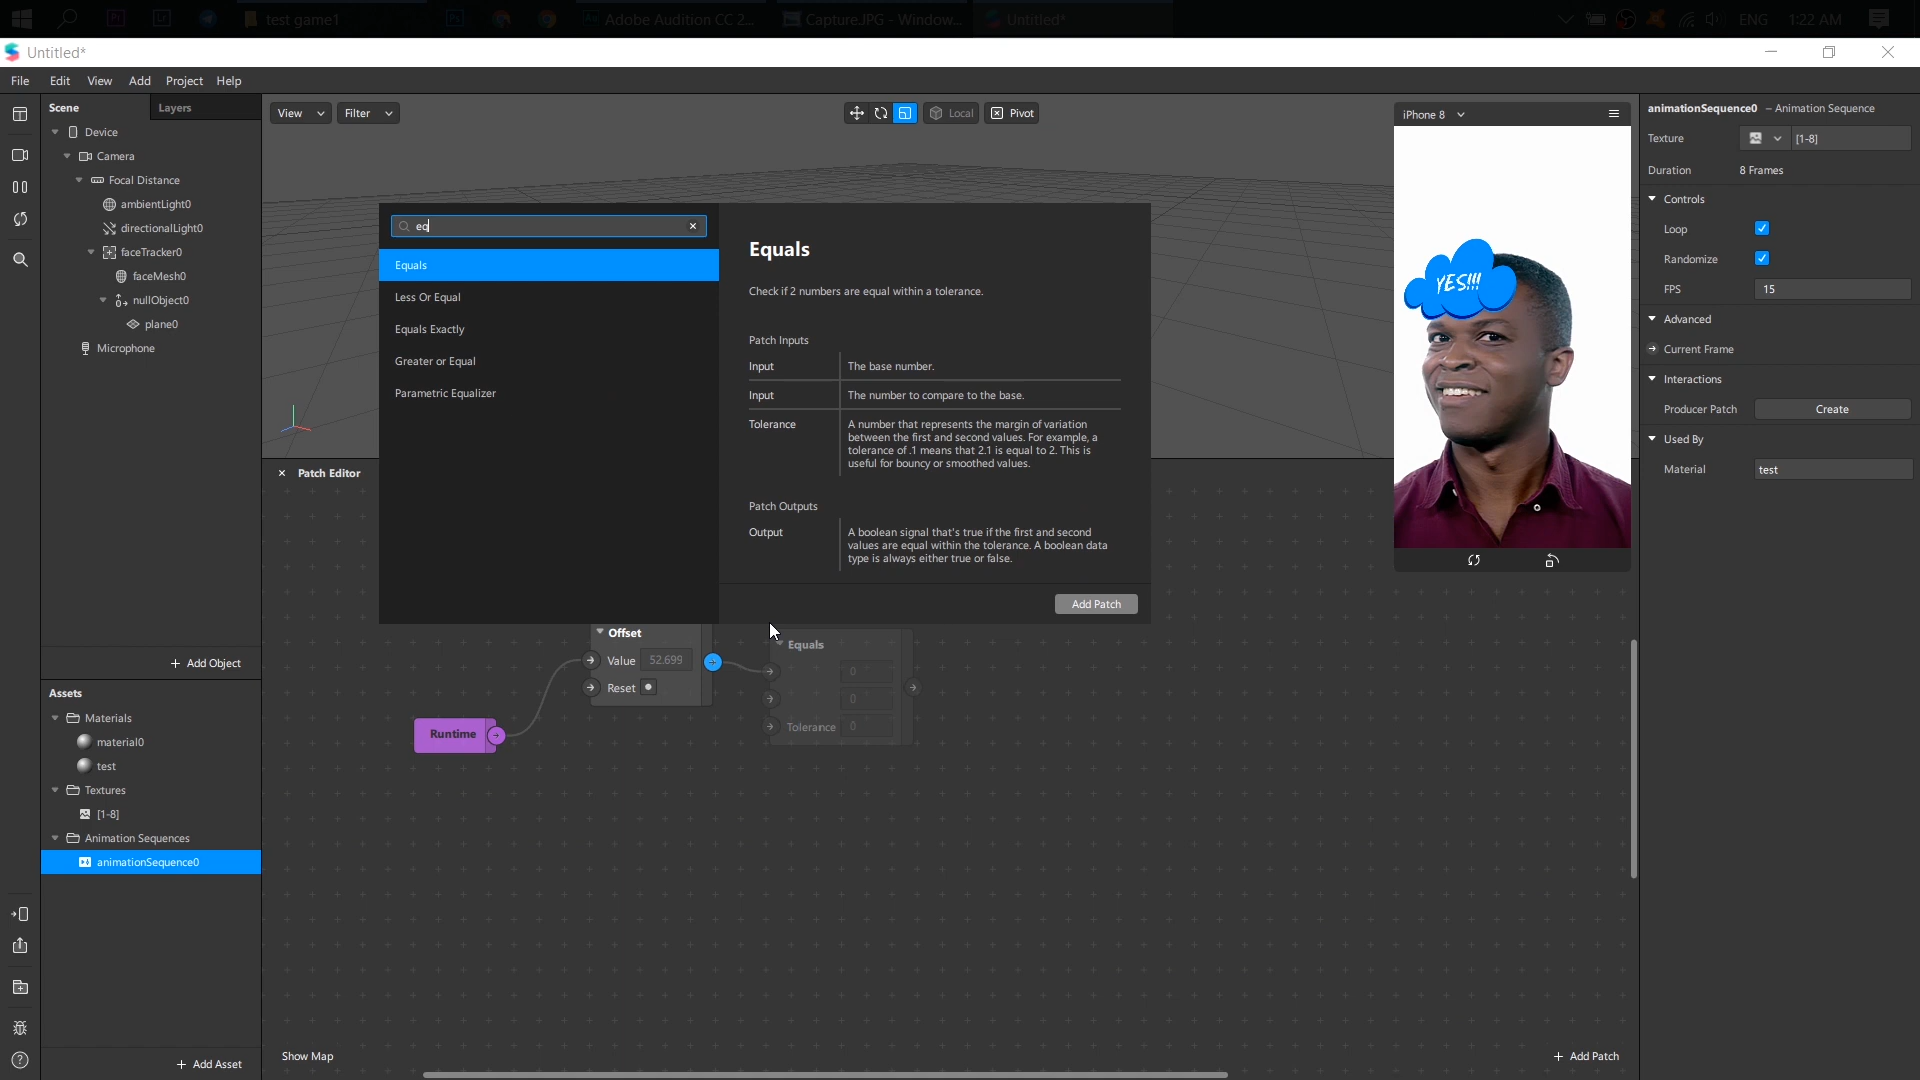 test game1
Adobe Audition CC 2...
Capture.JPG - Window...
Untitled*
ENG
1:22 AM
Untitled*
File Edit View Add Project Help
Scene
Layers
Device
Camera
Focal Distance
ambientLight0
directionalLight0
faceTracker0
faceMesh0
nullObject0
plane0
Microphone
+ Add Object
Assets
Materials
material0
test
Textures
[1-8]
Animation Sequences
animationSequence0
+ Add Asset
View
Filter
Local
Pivot
eq
Equals
Less Or Equal
Equals Exactly
Greater or Equal
Parametric Equalizer
Equals
Check if 2 numbers are equal within a tolerance.
Patch Inputs
Input The base number.
Input The number to compare to the base.
Tolerance A number that represents the margin of variation
between the first and second values. For example, a
tolerance of .1 means that 2.1 is equal to 2. This is
useful for bouncy or smoothed values.
Patch Outputs
Output A boolean signal that's true if the first and second
values are equal within the tolerance. A boolean data
type is always either true or false.
Add Patch
Patch Editor
Offset
Value 52.699
Reset
Runtime
Equals
0
0
Tolerance 0
Show Map
+ Add Patch
iPhone 8
YES!!!
animationSequence0 – Animation Sequence
Texture [1-8]
Duration 8 Frames
Controls
Loop
Randomize
FPS 15
Advanced
Current Frame
Interactions
Producer Patch Create
Used By
Material test